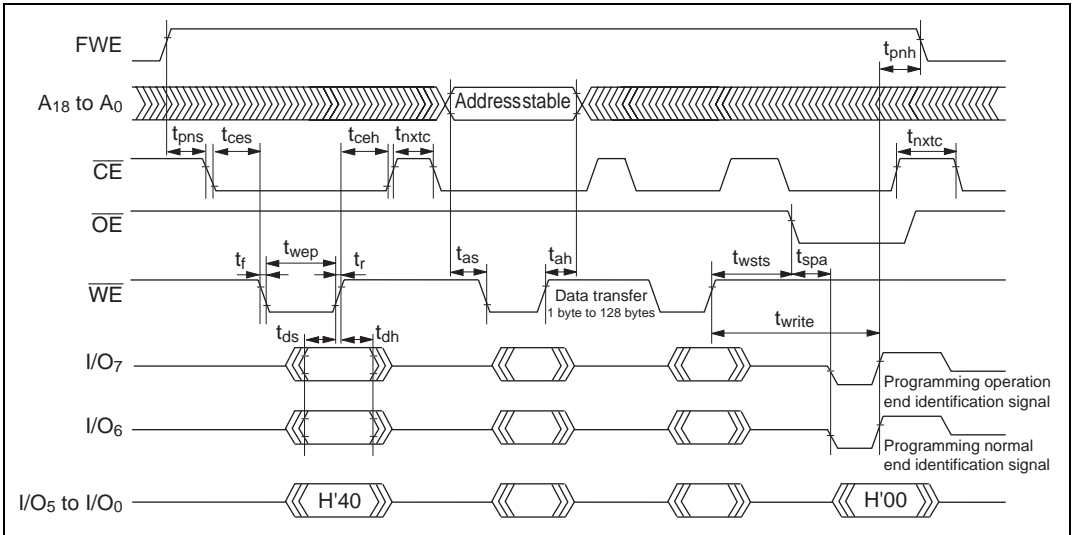 FWE
tpnh
A18 to A0
Addressstable
tpns
tces
tceh
tnxtc
tnxtc
CE
OE
tf
twep
tr
tas
tah
twsts
tspa
WE
Data transfer
1 byte to 128 bytes
twrite
tds
tdh
I/O7
Programming operation
end identification signal
I/O6
Programming normal
end identification signal
I/O5 to I/O0
H'40
H'00